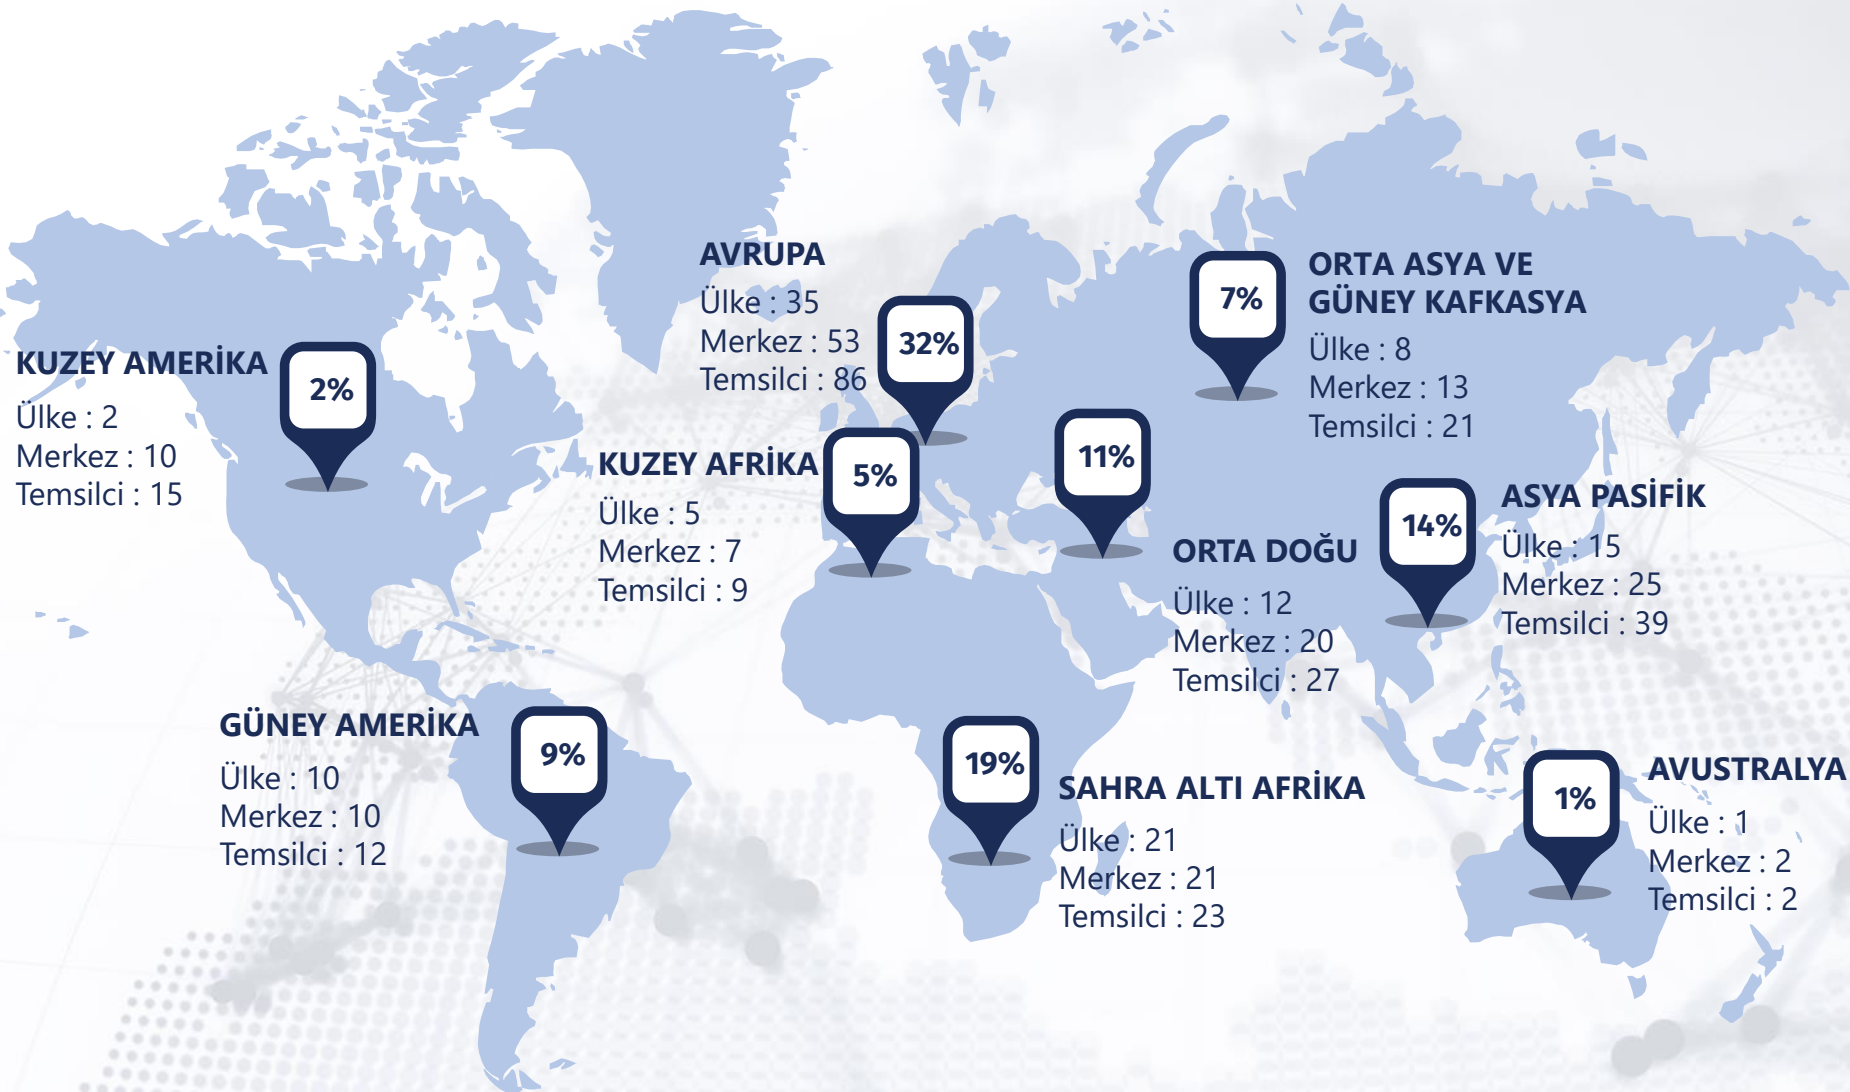 AVRUPA
Ülke : 35
Merkez : 53
Temsilci : 86
32%
7%
ORTA ASYA VE
GÜNEY KAFKASYA
Ülke : 8
Merkez : 13
Temsilci : 21
KUZEY AMERİKA
Ülke : 2
Merkez : 10
Temsilci : 15
2%
KUZEY AFRİKA
Ülke : 5
Merkez : 7
Temsilci : 9
5%
11%
ORTA DOĞU
Ülke : 12
Merkez : 20
Temsilci : 27
14%
ASYA PASİFİK
Ülke : 15
Merkez : 25
Temsilci : 39
GÜNEY AMERİKA
Ülke : 10
Merkez : 10
Temsilci : 12
9%
19%
SAHRA ALTI AFRİKA
Ülke : 21
Merkez : 21
Temsilci : 23
1%
AVUSTRALYA
Ülke : 1
Merkez : 2
Temsilci : 2